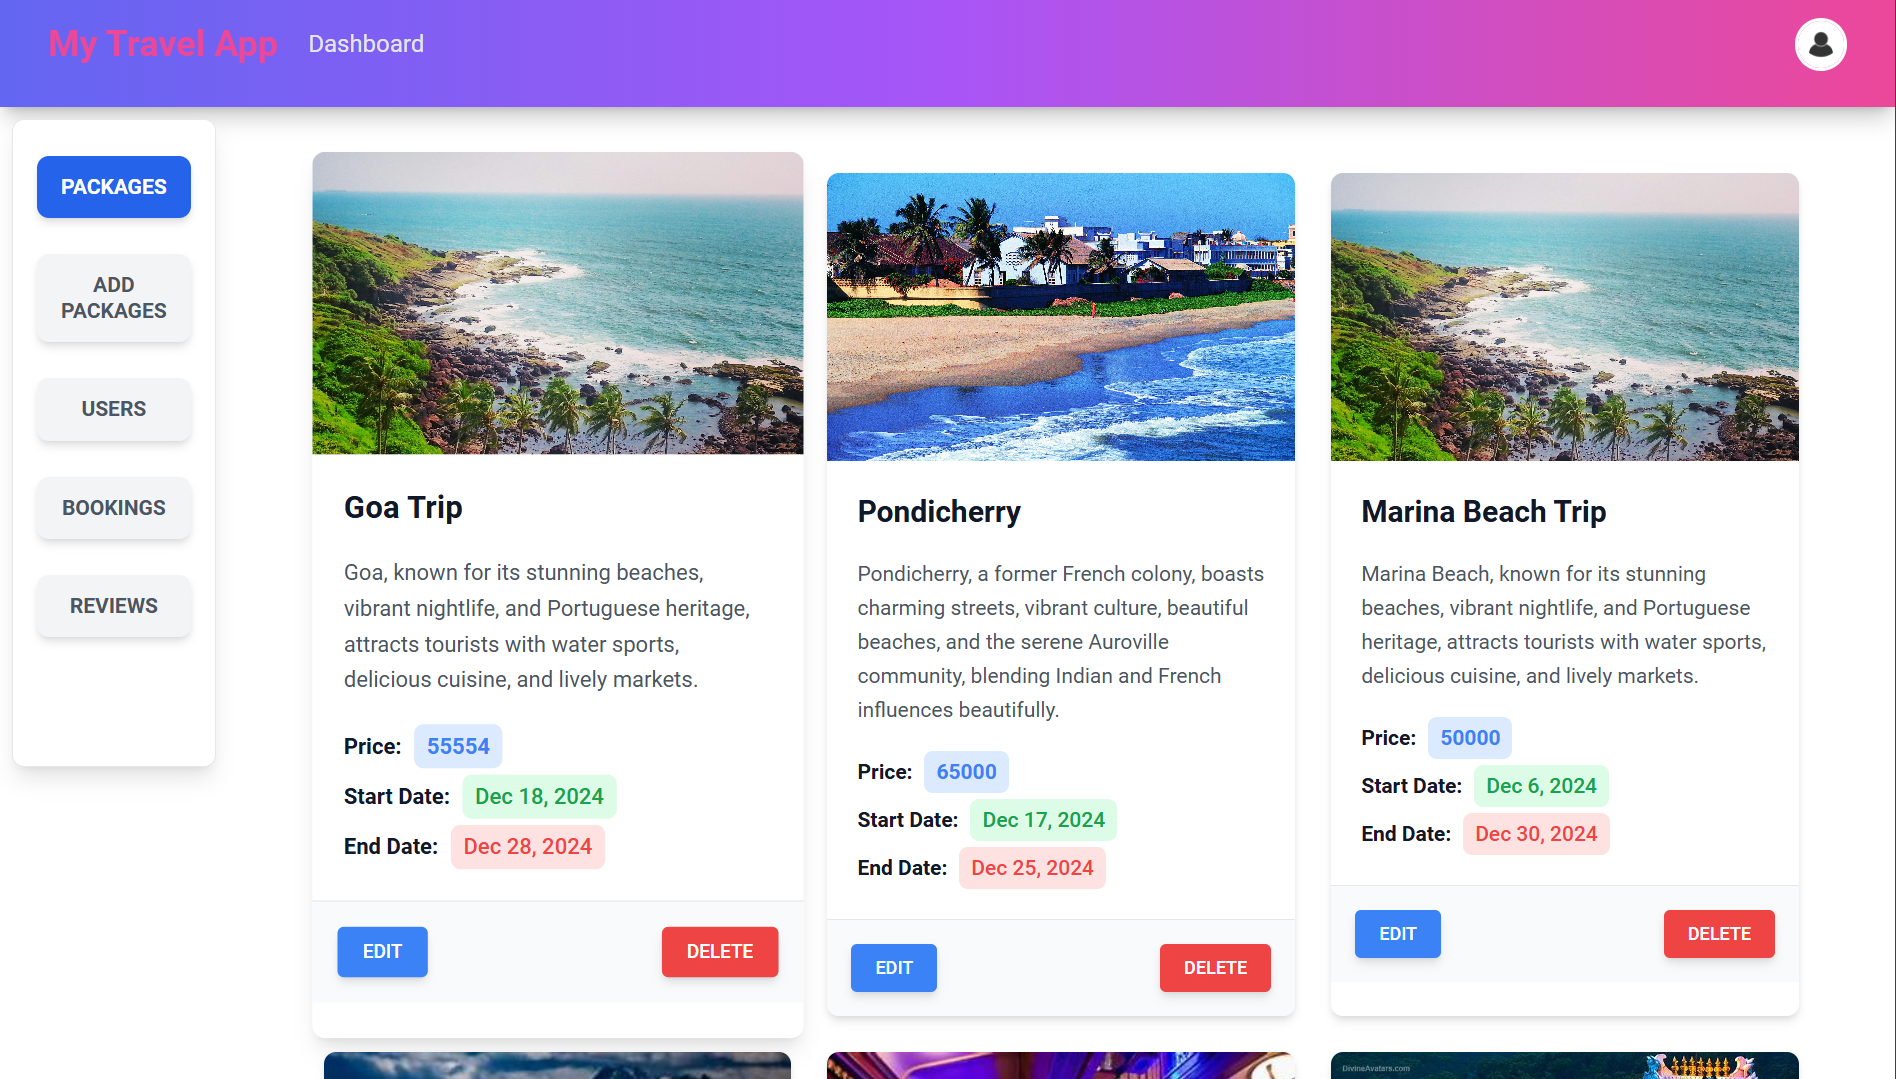 My Travel App
Dashboard
PACKAGES
ADD
PACKAGES
USERS
BOOKINGS
REVIEWS
Goa Trip
Goa, known for its stunning beaches,
vibrant nightlife, and Portuguese heritage,
attracts tourists with water sports,
delicious cuisine, and lively markets.
Price: 55554
Start Date: Dec 18, 2024
End Date: Dec 28, 2024
EDIT
DELETE
Pondicherry
Pondicherry, a former French colony, boasts
charming streets, vibrant culture, beautiful
beaches, and the serene Auroville
community, blending Indian and French
influences beautifully.
Price: 65000
Start Date: Dec 17, 2024
End Date: Dec 25, 2024
EDIT
DELETE
Marina Beach Trip
Marina Beach, known for its stunning
beaches, vibrant nightlife, and Portuguese
heritage, attracts tourists with water sports,
delicious cuisine, and lively markets.
Price: 50000
Start Date: Dec 6, 2024
End Date: Dec 30, 2024
EDIT
DELETE
DivineAvatars.com